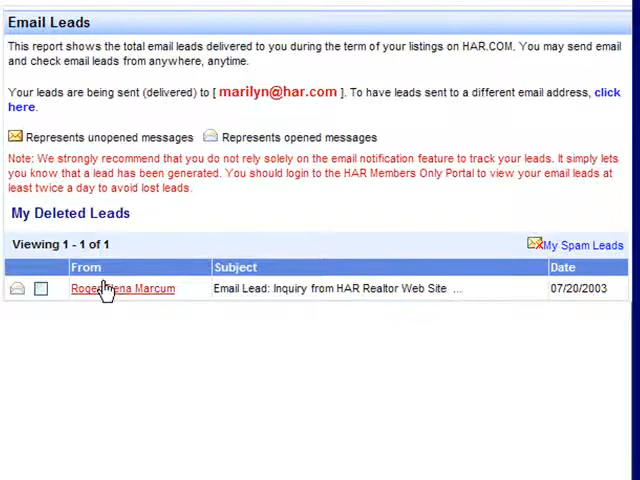 Email Leads
This report shows the total email leads delivered to you during the term of your listings on HAR.COM. You may send email
and check email leads from anywhere, anytime.
Your leads are being sent (delivered) to [ marilyn@har.com ]. To have leads sent to a different email address, click
here.
Represents unopened messages Represents opened messages
Note: We strongly recommend that you do not rely solely on the email notification feature to track your leads. It simply lets
you know that a lead has been generated. You should login to the HAR Members Only Portal to view your email leads at
least twice a day to avoid lost leads.
My Deleted Leads
Viewing 1 - 1 of 1 My Spam Leads
From Subject Date
Marcum Email Lead: Inquiry from HAR Realtor Web Site ... 07/20/2003